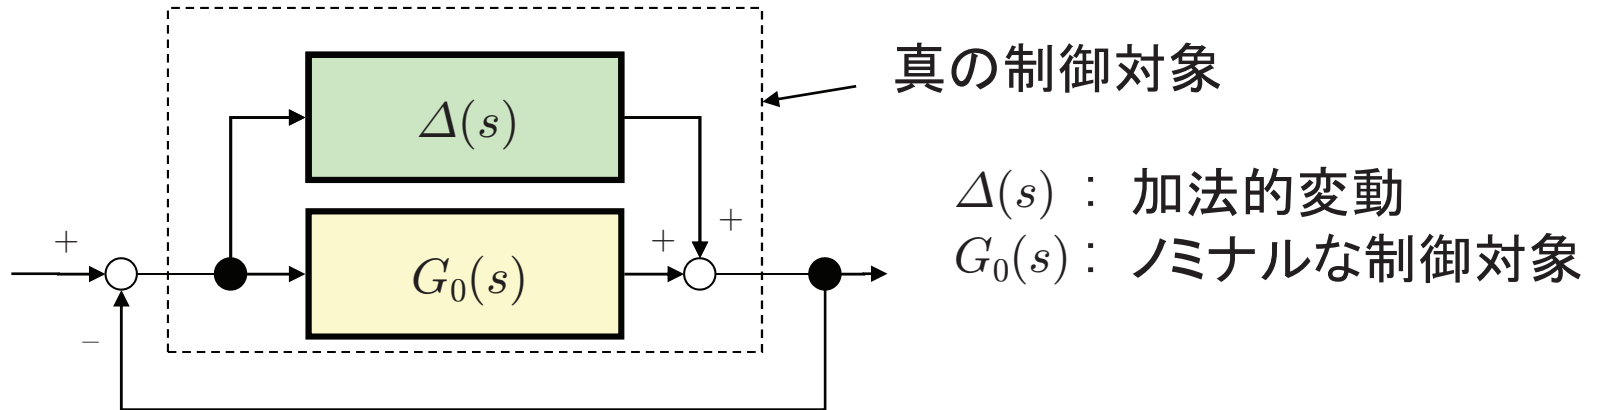 真の制御対象
Δ(s)
+
+
+
G₀(s)
−
Δ(s) : 加法的変動
G₀(s) : ノミナルな制御対象